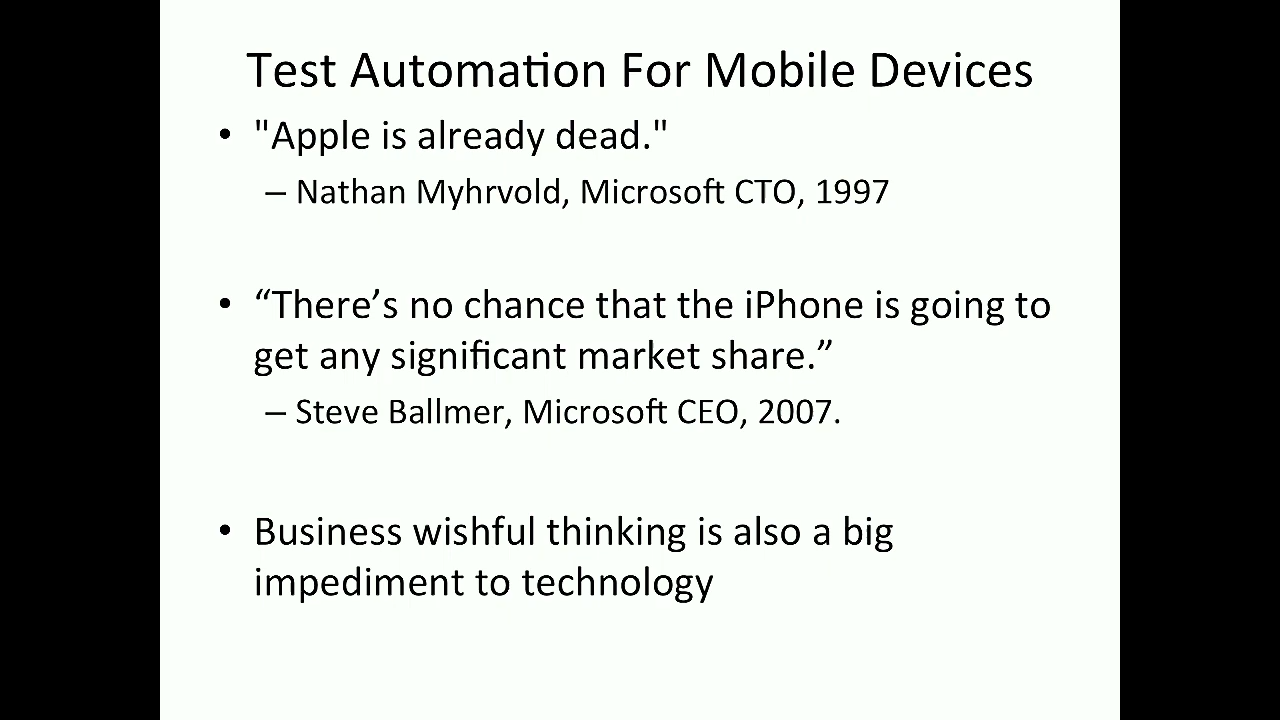 Test Automation For Mobile Devices
• "Apple is already dead."
– Nathan Myhrvold, Microsoft CTO, 1997
• “There’s no chance that the iPhone is going to
get any significant market share.”
– Steve Ballmer, Microsoft CEO, 2007.
• Business wishful thinking is also a big
impediment to technology